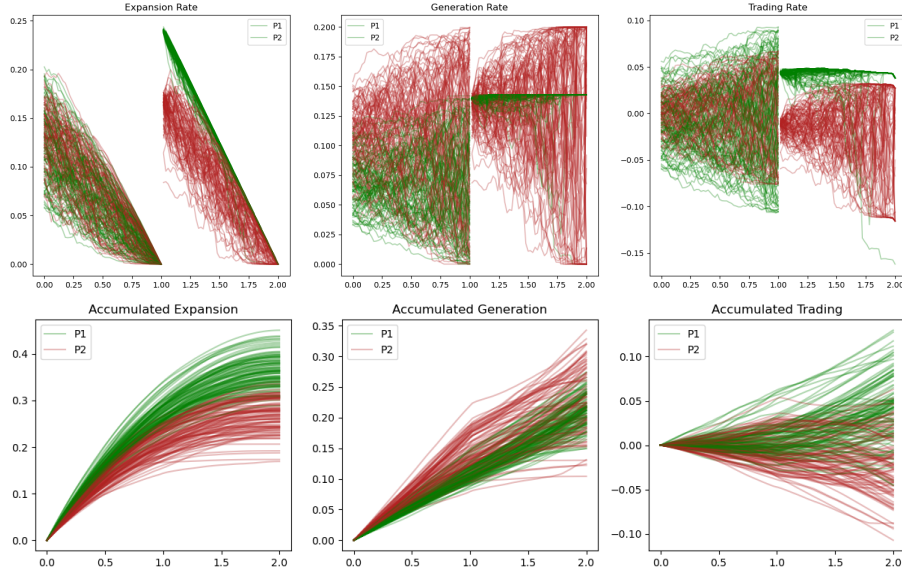 Expansion Rate
P1
P2
0.25
0.20
0.15
0.10
0.05
0.00
0.00 0.25 0.50 0.75 1.00 1.25 1.50 1.75 2.00
Generation Rate
P1
P2
0.200
0.175
0.150
0.125
0.100
0.075
0.050
0.025
0.000
0.00 0.25 0.50 0.75 1.00 1.25 1.50 1.75 2.00
Trading Rate
P1
P2
0.10
0.05
0.00
−0.05
−0.10
−0.15
0.00 0.25 0.50 0.75 1.00 1.25 1.50 1.75 2.00
Accumulated Expansion
P1
P2
0.4
0.3
0.2
0.1
0.0
0.0 0.5 1.0 1.5 2.0
Accumulated Generation
P1
P2
0.35
0.30
0.25
0.20
0.15
0.10
0.05
0.00
0.0 0.5 1.0 1.5 2.0
Accumulated Trading
P1
P2
0.10
0.05
0.00
−0.05
−0.10
0.0 0.5 1.0 1.5 2.0